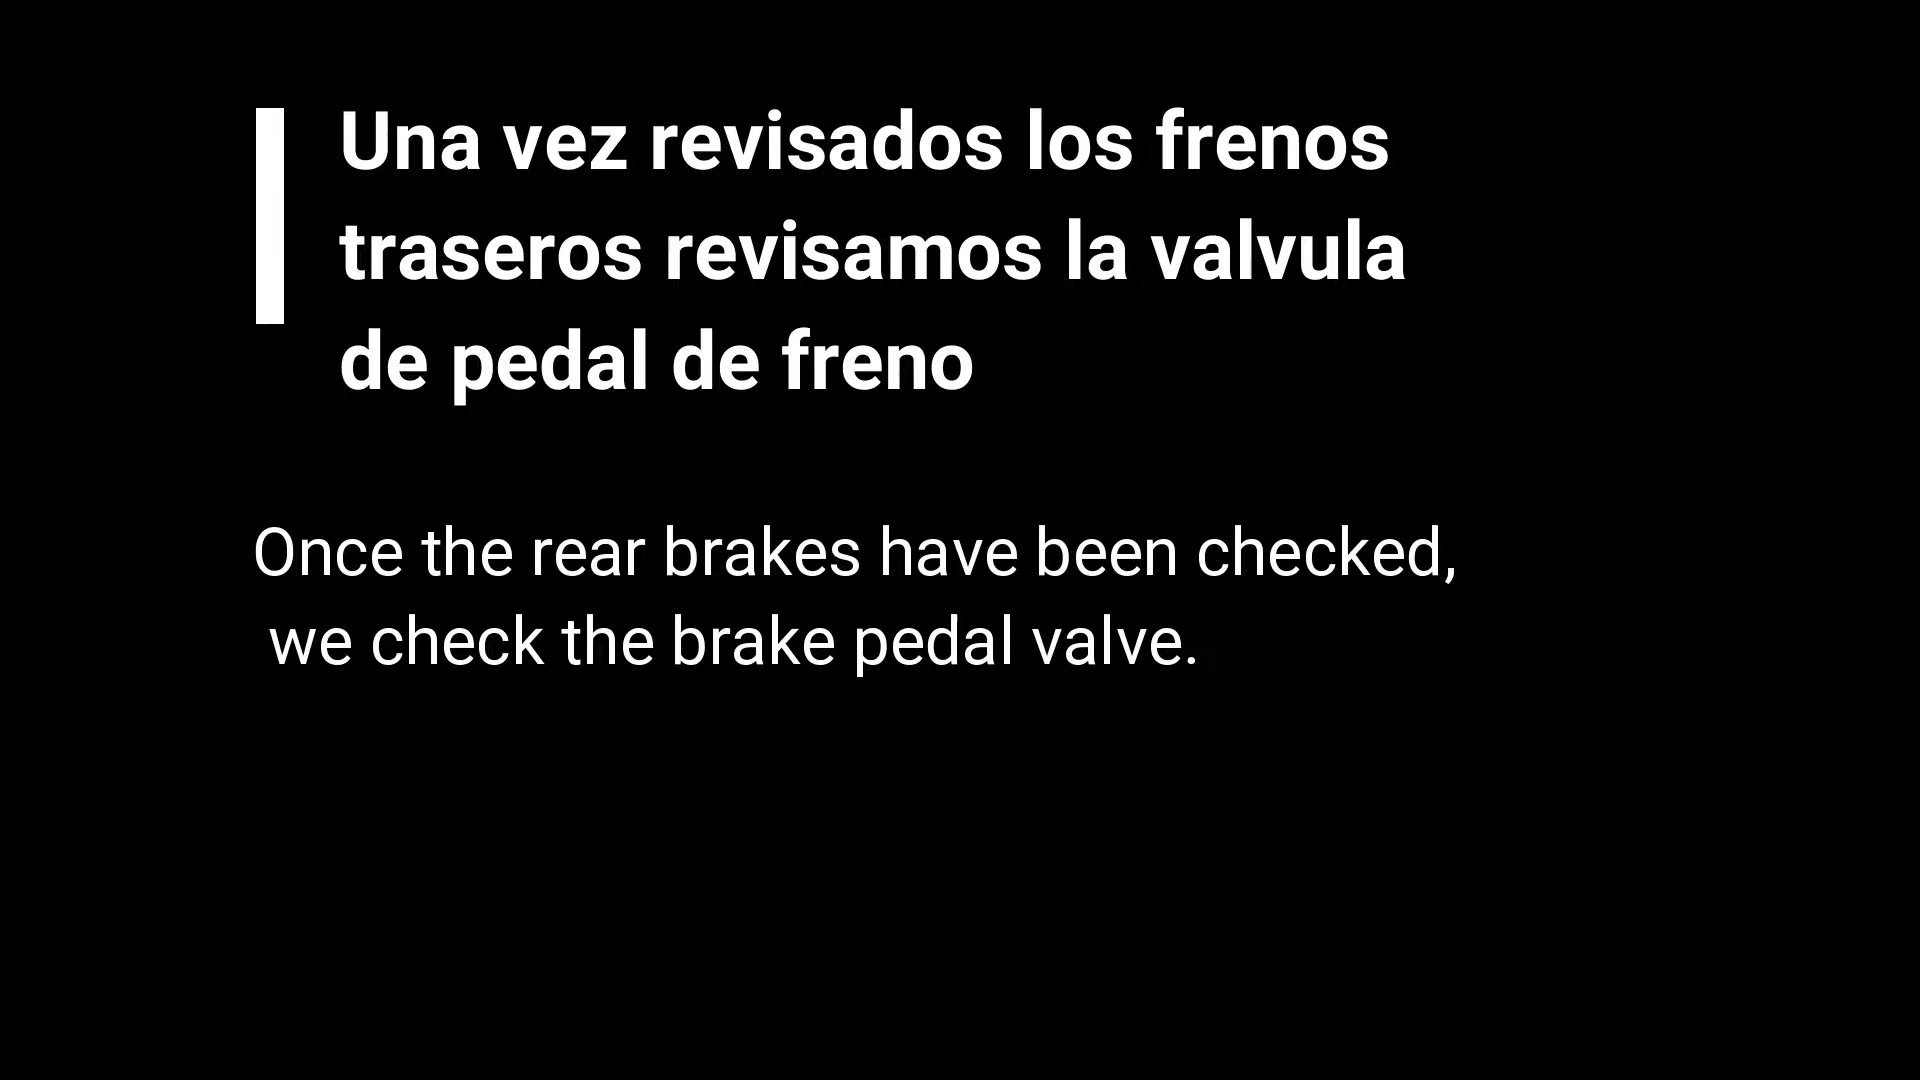 Una vez revisados los frenos
traseros revisamos la valvula
de pedal de freno
Once the rear brakes have been checked,
we check the brake pedal valve.